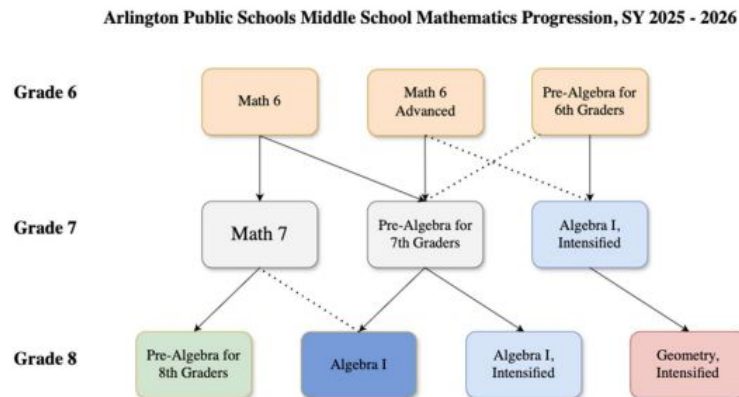 Arlington Public Schools Middle School Mathematics Progression, SY 2025 - 2026
Grade 6
Math 6
Math 6
Advanced
Pre-Algebra for
6th Graders
Grade 7
Math 7
Pre-Algebra for
7th Graders
Algebra I,
Intensified
Grade 8
Pre-Algebra for
8th Graders
Algebra I
Algebra I,
Intensified
Geometry,
Intensified